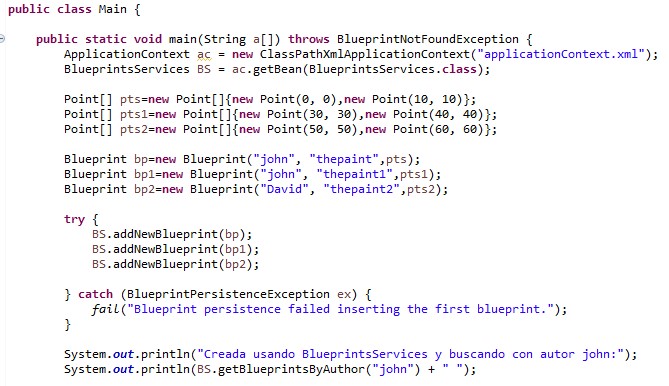 public class Main {
public static void main(String a[]) throws BlueprintNotFoundException {
ApplicationContext ac = new ClassPathXmlApplicationContext("applicationContext.xml");
BlueprintsServices BS = ac.getBean(BlueprintsServices.class);
Point[] pts=new Point[]{new Point(0, 0),new Point(10, 10)};
Point[] pts1=new Point[]{new Point(30, 30),new Point(40, 40)};
Point[] pts2=new Point[]{new Point(50, 50),new Point(60, 60)};
Blueprint bp=new Blueprint("john", "thepaint",pts);
Blueprint bp1=new Blueprint("john", "thepaint1",pts1);
Blueprint bp2=new Blueprint("David", "thepaint2",pts2);
try {
BS.addNewBlueprint(bp);
BS.addNewBlueprint(bp1);
BS.addNewBlueprint(bp2);
} catch (BlueprintPersistenceException ex) {
fail("Blueprint persistence failed inserting the first blueprint.");
}
System.out.println("Creada usando BlueprintsServices y buscando con autor john:");
System.out.println(BS.getBlueprintsByAuthor("john") + " ");